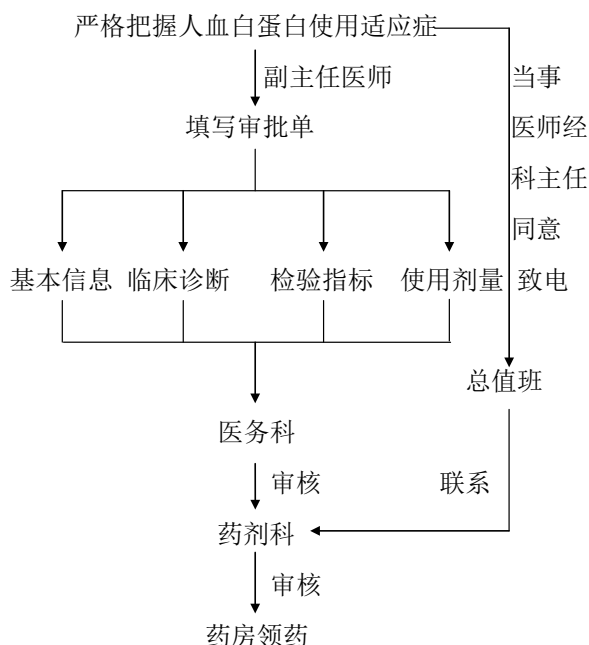 严格把握人血白蛋白使用适应症
副主任医师
当事
医师经
科主任
同意
致电
填写审批单
基本信息 临床诊断 检验指标 使用剂量
总值班
医务科
审核
联系
药剂科
审核
药房领药